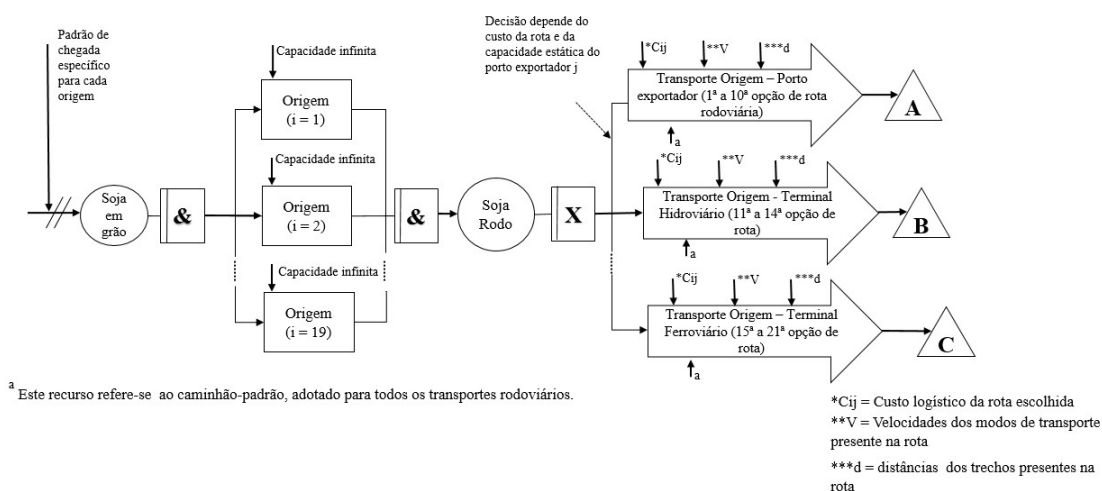 Padrão de
chegada
específico
para cada
origem
Soja
em
grão
&
Capacidade infinita
Origem
(i = 1)
Capacidade infinita
Origem
(i = 2)
Capacidade infinita
Origem
(i = 19)
&
Soja
Rodo
X
Decisão depende do
custo da rota e da
capacidade estática do
porto exportador j
*Cij
**V
***d
Transporte Origem – Porto
exportador (1ª a 10ª opção de rota
rodoviária)
a
A
*Cij
**V
***d
Transporte Origem - Terminal
Hidroviário (11ª a 14ª opção de
rota)
a
B
*Cij
**V
***d
Transporte Origem – Terminal
Ferroviário (15ª a 21ª opção de
rota)
a
C
a Este recurso refere-se ao caminhão-padrão, adotado para todos os transportes rodoviários.
*Cij = Custo logístico da rota escolhida
**V = Velocidades dos modos de transporte
presente na rota
***d = distâncias dos trechos presentes na
rota